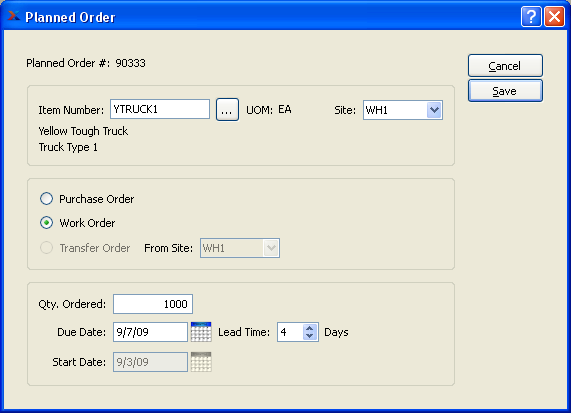 Planned Order
Planned Order #: 90333
Cancel
Save
Item Number: YTRUCK1 ... UOM: EA Site: WH1
Yellow Tough Truck
Truck Type 1
Purchase Order
Work Order
Transfer Order From Site: WH1
Qty. Ordered: 1000
Due Date: 9/7/09 Lead Time: 4 Days
Start Date: 9/3/09